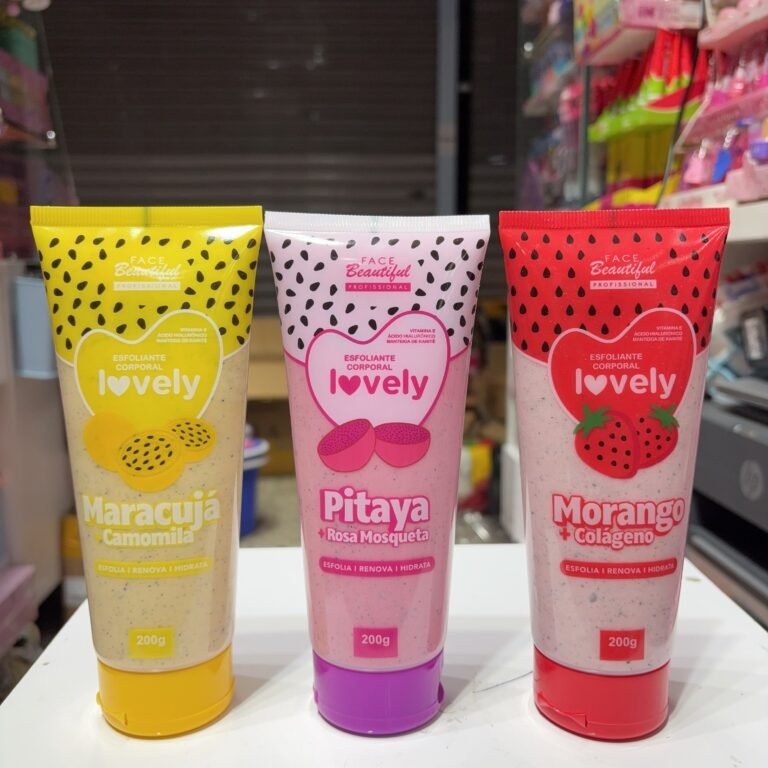 FACE
Beautiful
PROFISSIONAL
VITAMINA E
ÁCIDO HIALURÔNICO
MANTEIGA DE KARITÉ
ESFOLIANTE
CORPORAL
lovely
Maracujá
+Camomila
ESFOLIA I RENOVA I HIDRATA
200g
FACE
Beautiful
PROFISSIONAL
VITAMINA E
ÁCIDO HIALURÔNICO
MANTEIGA DE KARITÉ
ESFOLIANTE
CORPORAL
lovely
Pitaya
+Rosa Mosqueta
ESFOLIA I RENOVA I HIDRATA
200g
FACE
Beautiful
PROFISSIONAL
VITAMINA E
ÁCIDO HIALURÔNICO
MANTEIGA DE KARITÉ
ESFOLIANTE
CORPORAL
lovely
Morango
+Colágeno
ESFOLIA I RENOVA I HIDRATA
200g
hp